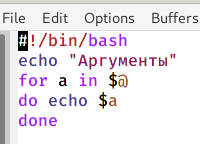 File Edit Options Buffers
#!/bin/bash
echo "Аргументы"
for a in $@
do echo $a
done